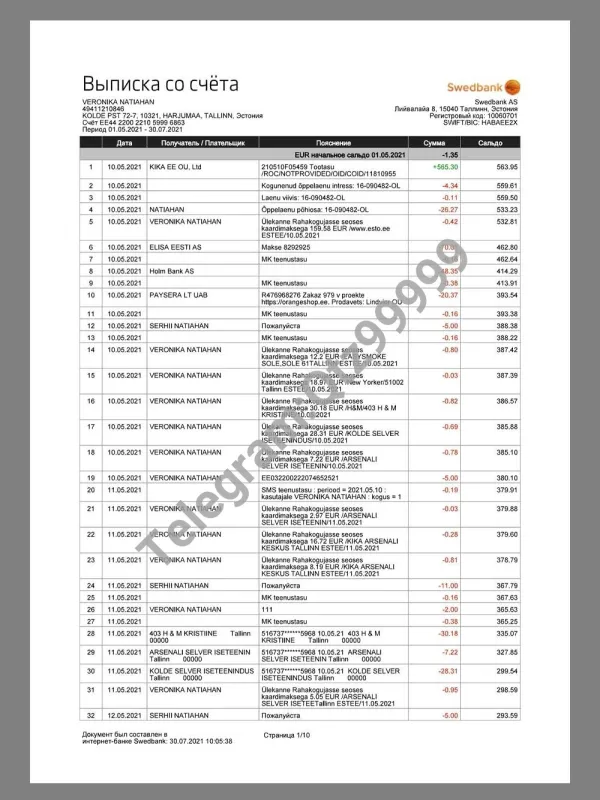 Выписка со счёта
Swedbank
VERONIKA NATIAHAN
49411210846
KOLDE PST 72-7, 10321, HARJUMAA, TALLINN, Эстония
Счёт EE44 2200 2210 5999 6863
Период 01.05.2021 - 30.07.2021
Swedbank AS
Лийвалайа 8, 15040 Таллинн, Эстония
Регистровый код: 10060701
SWIFT/BIC: HABAEE2X
Дата Получатель / Плательщик Пояснение Сумма Сальдо
EUR начальное сальдо 01.05.2021 -1.35
1 10.05.2021 KIKA EE OU, Ltd 210510F05459 Tootasu +565.30 563.95
/ROC/NOTPROVIDED/OID/COID/11810955
2 10.05.2021 Kogunenud õppelaenu intress: 16-090482-OL -4.34 559.61
3 10.05.2021 Laenu viivis: 16-090482-OL -0.11 559.50
4 10.05.2021 NATIAHAN Õppelaenu põhiosa: 16-090482-OL -26.27 533.23
5 10.05.2021 VERONIKA NATIAHAN Ülekanne Rahakogujasse seoses -0.42 532.81
kaardimaksega 159.58 EUR /www.esto.ee
ESTEE/10.05.2021
6 10.05.2021 ELISA EESTI AS Makse 8292925 462.80
7 10.05.2021 MK teenustasu 462.64
8 10.05.2021 Holm Bank AS 414.29
9 10.05.2021 MK teenustasu -0.38 413.91
10 10.05.2021 PAYSERA LT UAB R476968276 Zakaz 979 v proekte -20.37 393.54
https://orangeshop.ee. Prodavets: Lindvior OÜ
11 10.05.2021 MK teenustasu -0.16 393.38
12 10.05.2021 SERHII NATIAHAN Пожалуйста -5.00 388.38
13 10.05.2021 MK teenustasu -0.16 388.22
14 10.05.2021 VERONIKA NATIAHAN Ülekanne Rahakogujasse seoses -0.80 387.42
kaardimaksega 12.2 EUR /EASYSMOKE
SOLE,SOLE 61TALLINN ESTEE/10.05.2021
15 10.05.2021 VERONIKA NATIAHAN Ülekanne Rahakogujasse seoses -0.03 387.39
kaardimaksega 18.97 EUR /New Yorker/51002
Tallinn ESTEE/10.05.2021
16 10.05.2021 VERONIKA NATIAHAN Ülekanne Rahakogujasse seoses -0.82 386.57
kaardimaksega 30.18 EUR /H&M/403 H & M
KRISTIINE/10.05.2021
17 10.05.2021 VERONIKA NATIAHAN Ülekanne Rahakogujasse seoses -0.69 385.88
kaardimaksega 28.31 EUR /KOLDE SELVER
ISETEENINDUS/10.05.2021
18 10.05.2021 VERONIKA NATIAHAN Ülekanne Rahakogujasse seoses -0.78 385.10
kaardimaksega 7.22 EUR /ARSENALI
SELVER ISETEENIN/10.05.2021
19 10.05.2021 VERONIKA NATIAHAN EE032200222074652521 -5.00 380.10
20 11.05.2021 SMS teenustasu : periood = 2021.05.10 : -0.19 379.91
kasutajale VERONIKA NATIAHAN : kogus = 1
21 11.05.2021 VERONIKA NATIAHAN Ülekanne Rahakogujasse seoses -0.03 379.88
kaardimaksega 2.97 EUR /ARSENALI
SELVER ISETEENIN/11.05.2021
22 11.05.2021 VERONIKA NATIAHAN Ülekanne Rahakogujasse seoses -0.28 379.60
kaardimaksega 16.72 EUR /KIKA ARSENALI
KESKUS TALLINN ESTEE/11.05.2021
23 11.05.2021 VERONIKA NATIAHAN Ülekanne Rahakogujasse seoses -0.81 378.79
kaardimaksega 8.19 EUR /KIKA ARSENALI
KESKUS TALLINN ESTEE/11.05.2021
24 11.05.2021 SERHII NATIAHAN Пожалуйста -11.00 367.79
25 11.05.2021 MK teenustasu -0.16 367.63
26 11.05.2021 VERONIKA NATIAHAN 111 -2.00 365.63
27 11.05.2021 MK teenustasu -0.38 365.25
28 11.05.2021 403 H & M KRISTIINE Tallinn 516737******5968 10.05.21 403 H & M -30.18 335.07
00000 KRISTIINE Tallinn 00000
29 11.05.2021 ARSENALI SELVER ISETEENIN 516737******5968 10.05.21 ARSENALI -7.22 327.85
Tallinn 00000 SELVER ISETEENIN Tallinn 00000
30 11.05.2021 KOLDE SELVER ISETEENINDUS 516737******5968 10.05.21 KOLDE SELVER -28.31 299.54
Tallinn 00000 ISETEENINDUS Tallinn 00000
31 11.05.2021 VERONIKA NATIAHAN Ülekanne Rahakogujasse seoses -0.95 298.59
kaardimaksega 5.05 EUR /ARSENALI
SELVER ISETEETallinn ESTEE/11.05.2021
32 12.05.2021 SERHII NATIAHAN Пожалуйста -5.00 293.59
Документ был составлен в
интернет-банке Swedbank: 30.07.2021 10:05:38
Страница 1/10